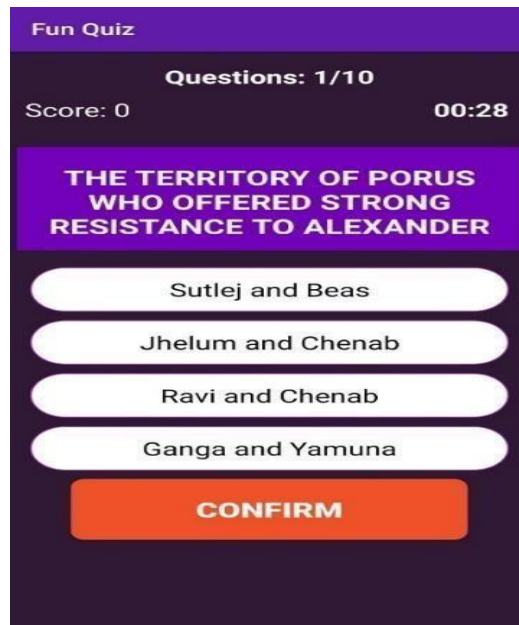 Fun Quiz
Questions: 1/10
Score: 0 00:28
THE TERRITORY OF PORUS
WHO OFFERED STRONG
RESISTANCE TO ALEXANDER
Sutlej and Beas
Jhelum and Chenab
Ravi and Chenab
Ganga and Yamuna
CONFIRM